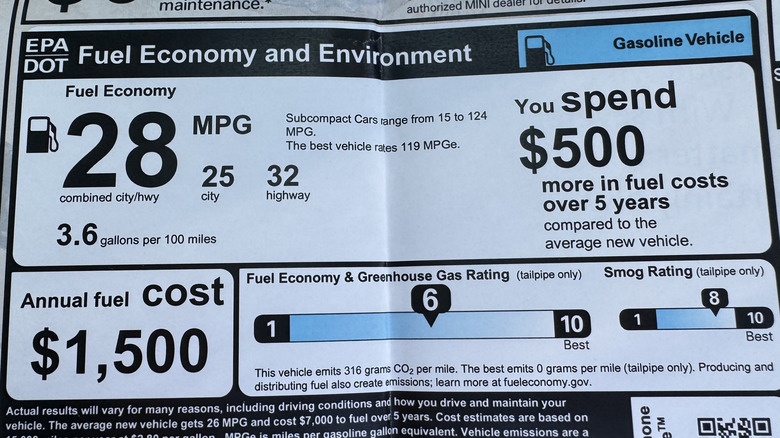 maintenance.*
authorized MINI dealer for details.
EPA
DOT
Fuel Economy and Environment
Gasoline Vehicle
Fuel Economy
28
MPG
combined city/hwy
25
city
32
highway
3.6 gallons per 100 miles
Subcompact Cars range from 15 to 124
MPG.
The best vehicle rates 119 MPGe.
You spend
$500
more in fuel costs
over 5 years
compared to the
average new vehicle.
Annual fuel cost
$1,500
Fuel Economy & Greenhouse Gas Rating (tailpipe only)
1
6
10
Best
Smog Rating (tailpipe only)
1
8
10
Best
This vehicle emits 316 grams CO2 per mile. The best emits 0 grams per mile (tailpipe only). Producing and
distributing fuel also create emissions; learn more at fueleconomy.gov.
Actual results will vary for many reasons, including driving conditions and how you drive and maintain your
vehicle. The average new vehicle gets 26 MPG and cost $7,000 to fuel over 5 years. Cost estimates are based on
gallon. MPGe is miles per gasoline gallon equivalent. Vehicle emissions are a